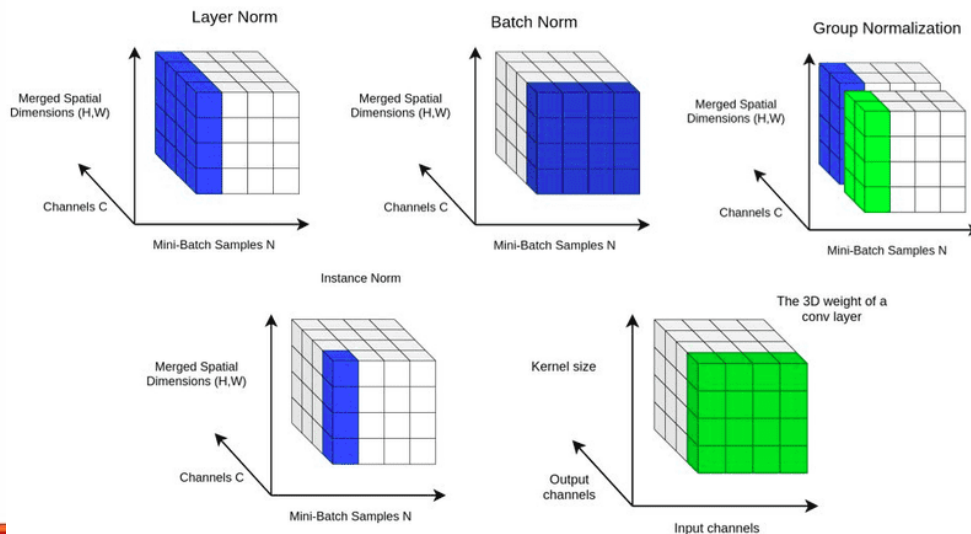 Layer Norm
Merged Spatial
Dimensions (H,W)
Channels C
Mini-Batch Samples N
Batch Norm
Merged Spatial
Dimensions (H,W)
Channels C
Mini-Batch Samples N
Group Normalization
Merged Spatial
Dimensions (H,W)
Channels C
Mini-Batch Samples N
Instance Norm
Merged Spatial
Dimensions (H,W)
Channels C
Mini-Batch Samples N
The 3D weight of a
conv layer
Kernel size
Output
channels
Input channels